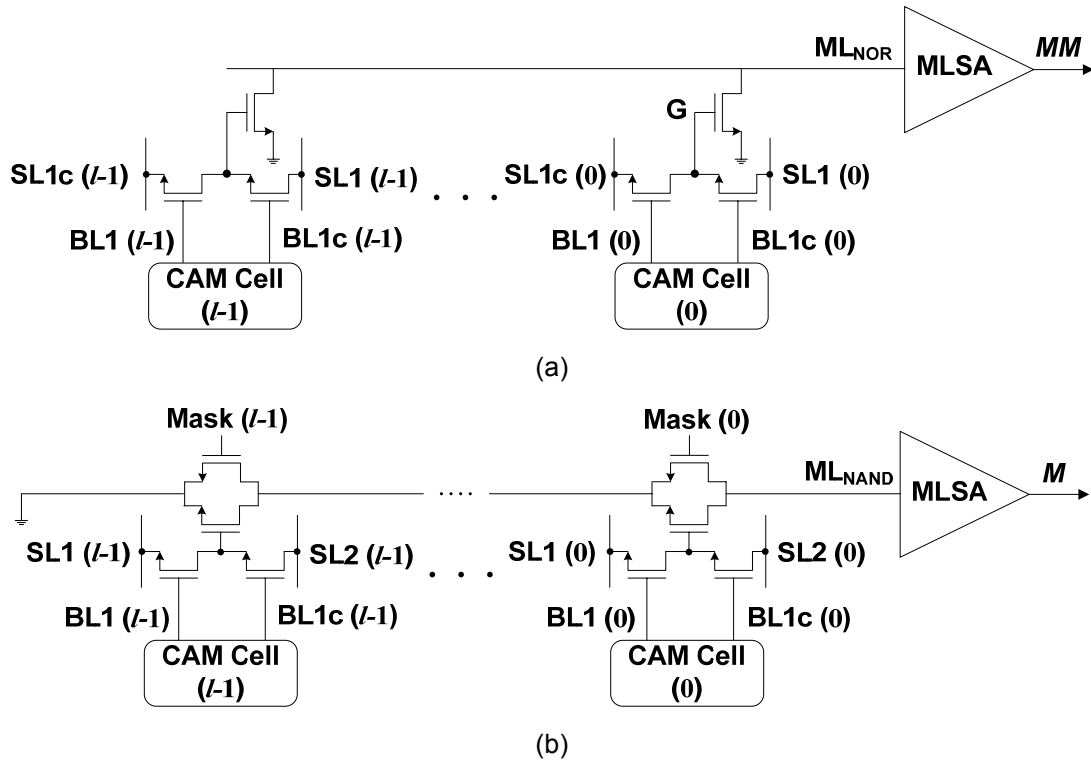 ML_NOR MLSA MM
G
SL1c (l-1) SL1 (l-1) . . . SL1c (0) SL1 (0)
BL1 (l-1) BL1c (l-1) BL1 (0) BL1c (0)
CAM Cell (l-1) CAM Cell (0)
(a)
Mask (l-1) Mask (0)
ML_NAND MLSA M
....
SL1 (l-1) SL2 (l-1) . . . SL1 (0) SL2 (0)
BL1 (l-1) BL1c (l-1) BL1 (0) BL1c (0)
CAM Cell (l-1) CAM Cell (0)
(b)